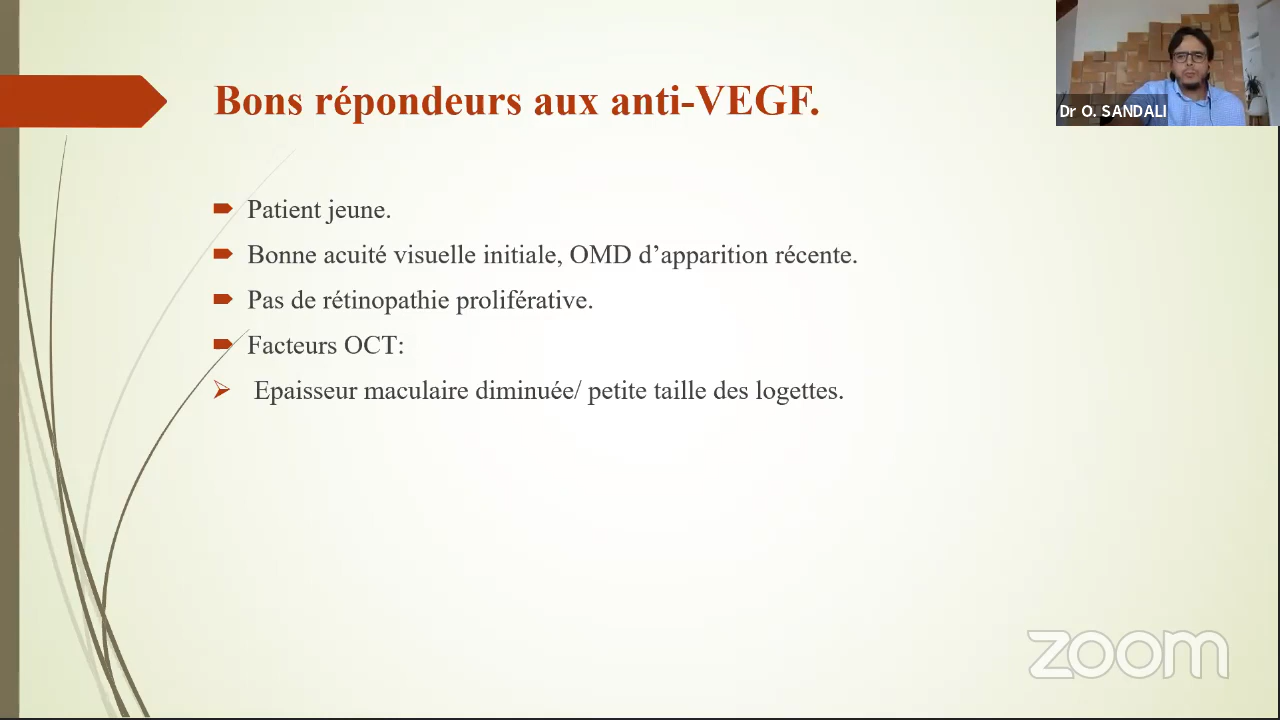 Bons répondeurs aux anti-VEGF.
Dr O. SANDALI
Patient jeune.
Bonne acuité visuelle initiale, OMD d’apparition récente.
Pas de rétinopathie proliférative.
Facteurs OCT:
Epaisseur maculaire diminuée/ petite taille des logettes.
zoom